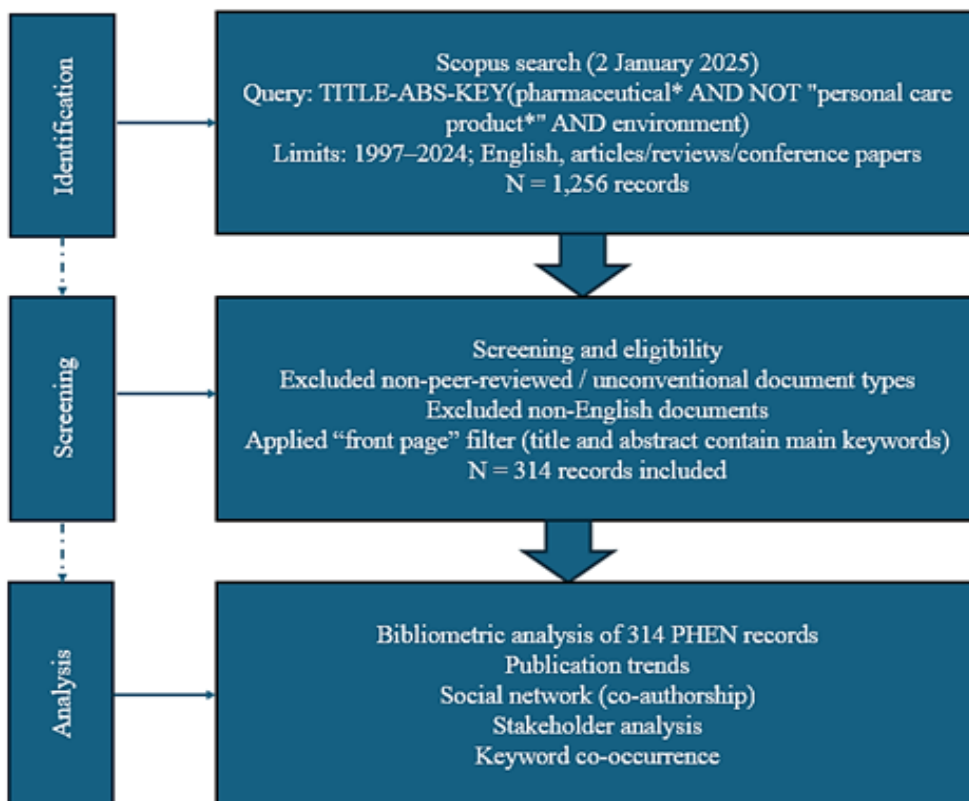 Identification
Scopus search (2 January 2025)
Query: TITLE-ABS-KEY(pharmaceutical* AND NOT "personal care
product*" AND environment)
Limits: 1997–2024; English, articles/reviews/conference papers
N = 1,256 records
Screening
Screening and eligibility
Excluded non-peer-reviewed / unconventional document types
Excluded non-English documents
Applied “front page” filter (title and abstract contain main keywords)
N = 314 records included
Analysis
Bibliometric analysis of 314 PHEN records
Publication trends
Social network (co-authorship)
Stakeholder analysis
Keyword co-occurrence